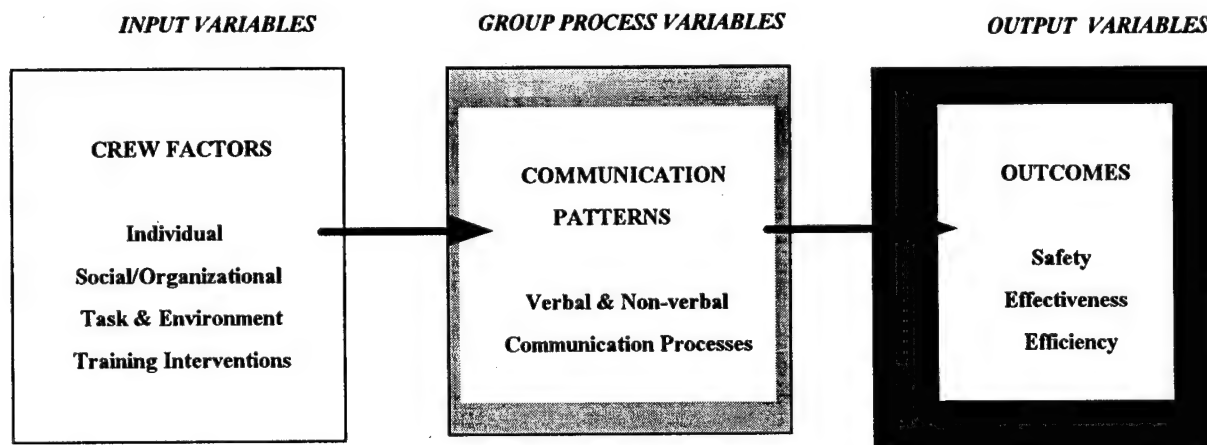 INPUT VARIABLES
GROUP PROCESS VARIABLES
OUTPUT VARIABLES
CREW FACTORS
Individual
Social/Organizational
Task & Environment
Training Interventions
COMMUNICATION
PATTERNS
Verbal & Non-verbal
Communication Processes
OUTCOMES
Safety
Effectiveness
Efficiency